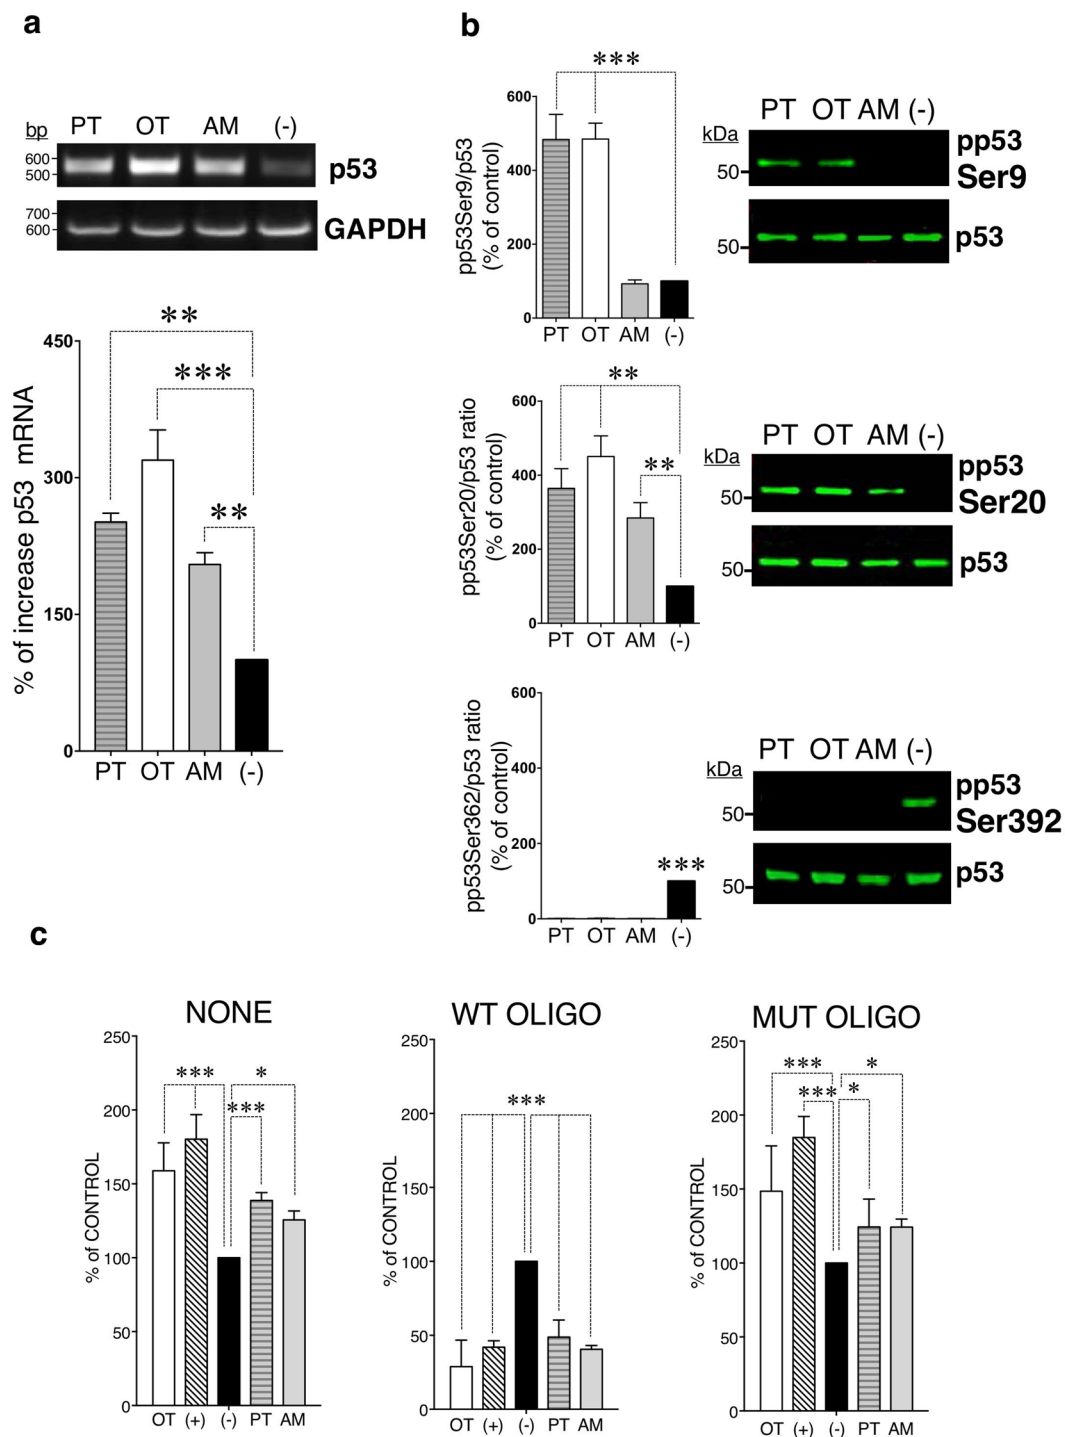 a
bp PT OT AM (-)
600
500
p53
700
600
GAPDH
% of increase p53 mRNA
450
300
150
0
**
***
**
PT OT AM (-)
b
pp53Ser9/p53
(% of control)
600
400
200
0
***
PT OT AM (-)
PT OT AM (-)
kDa
50
pp53
Ser9
50
p53
pp53Ser20/p53 ratio
(% of control)
600
400
200
0
**
**
PT OT AM (-)
PT OT AM (-)
kDa
50
pp53
Ser20
50
p53
pp53Ser362/p53 ratio
(% of control)
600
400
200
0
***
PT OT AM (-)
PT OT AM (-)
kDa
50
pp53
Ser392
50
p53
c
NONE
% of CONTROL
250
200
150
100
50
0
*** *
***
OT (+) (-) PT AM
WT OLIGO
% of CONTROL
250
200
150
100
50
0
***
OT (+) (-) PT AM
MUT OLIGO
% of CONTROL
250
200
150
100
50
0
*** *
*** *
OT (+) (-) PT AM